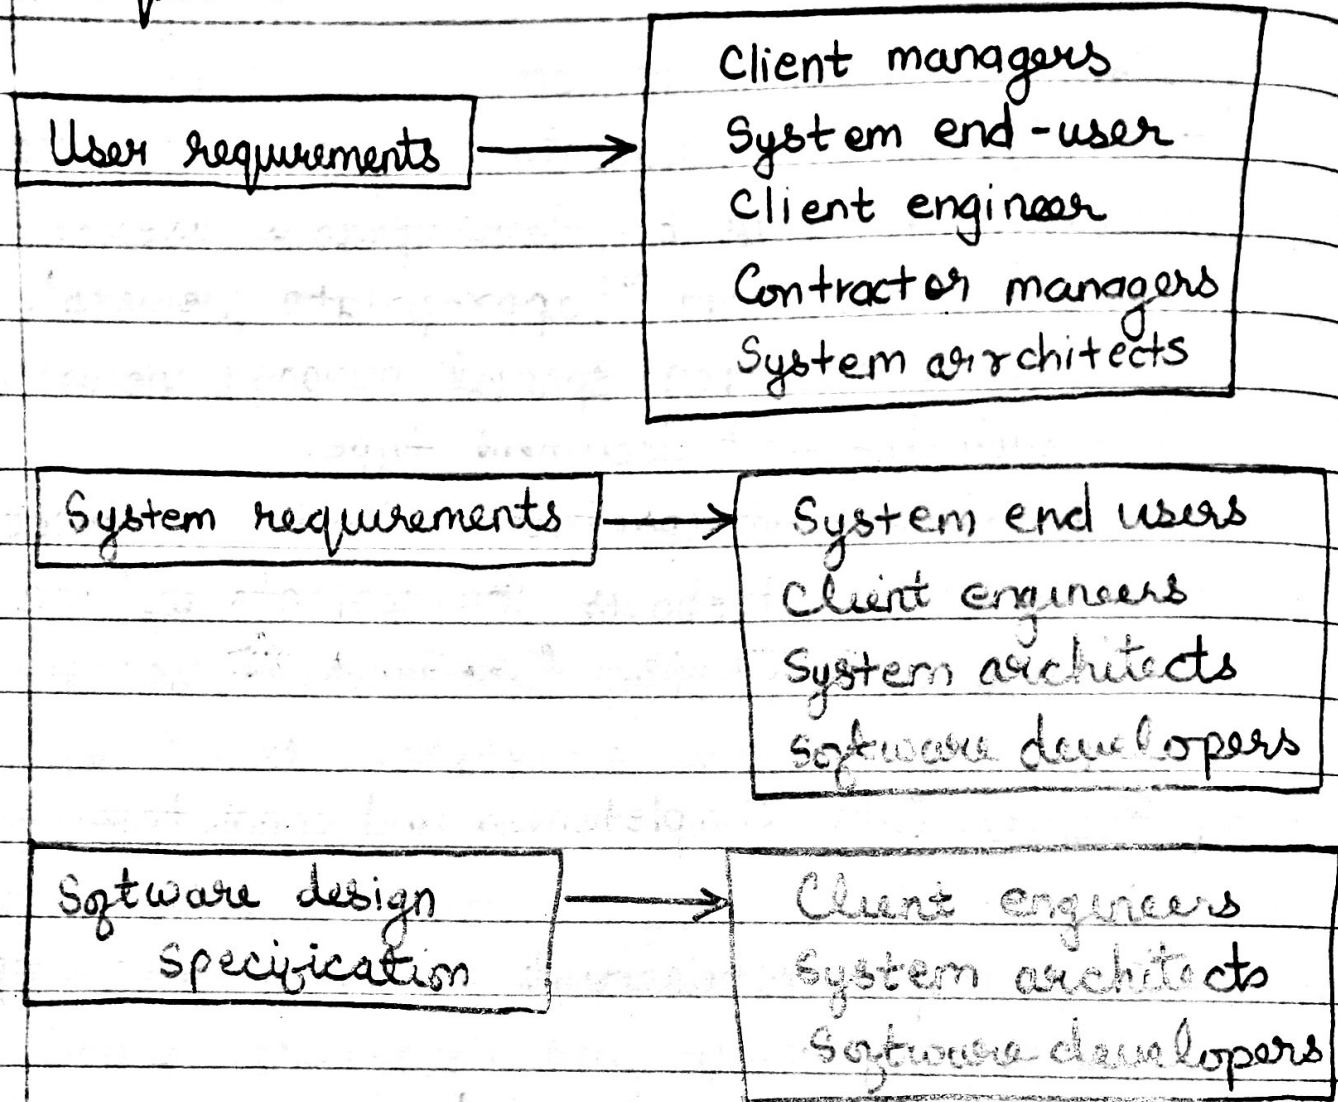 User requirements
Client managers
System end-user
Client engineer
Contractor managers
System arrchitects
System requirements
System end users
Client engineers
System architects
Software developers
Software design
specification
Client engineers
System architects
Software developers